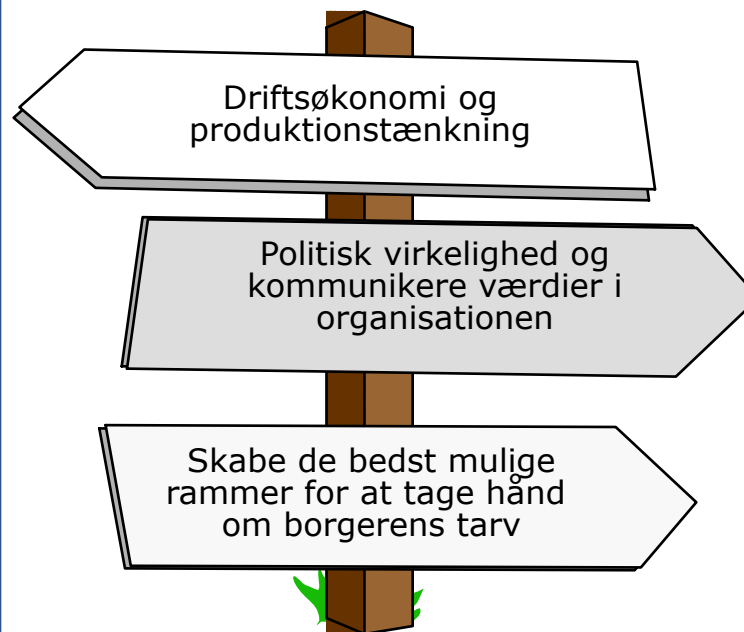 Driftsøkonomi og
produktionstænkning
Politisk virkelighed og
kommunikere værdier i
organisationen
Skabe de bedst mulige
rammer for at tage hånd
om borgerens tarv